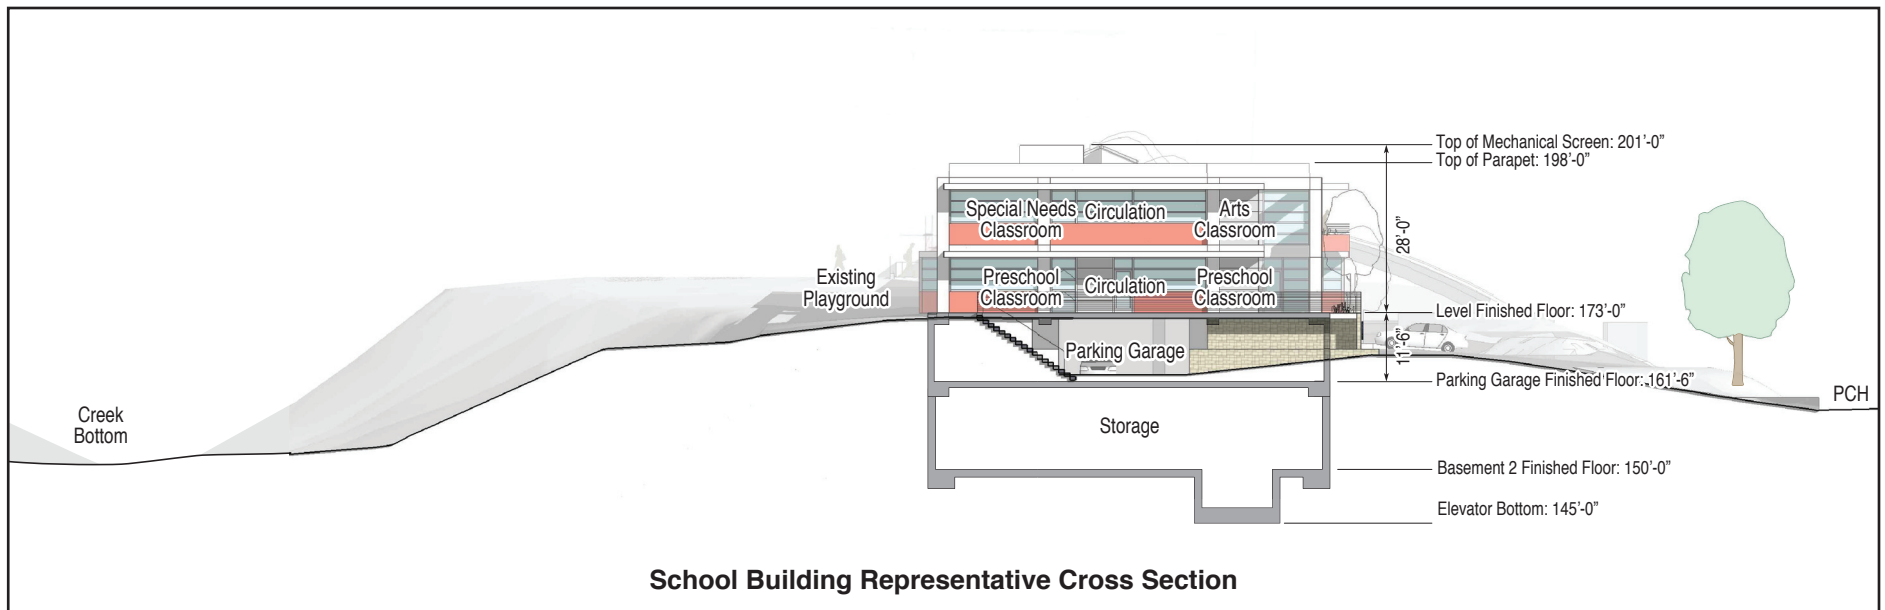 Top of Mechanical Screen: 201’-0”
Top of Parapet: 198’-0”
Special Needs
Classroom
Circulation
Arts
Classroom
28’-0”
Existing
Playground
Preschool
Classroom
Circulation
Preschool
Classroom
Level Finished Floor: 173’-0”
11’-6”
Parking Garage
Parking Garage Finished Floor: 161’-6”
PCH
Creek
Bottom
Storage
Basement 2 Finished Floor: 150’-0”
Elevator Bottom: 145’-0”
School Building Representative Cross Section